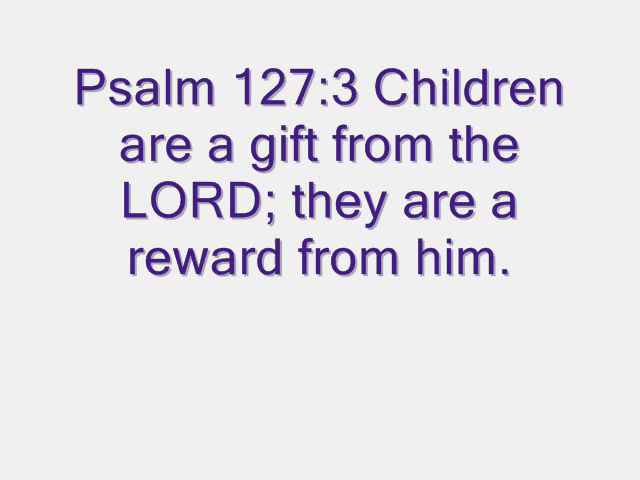 Psalm 127:3 Children
are a gift from the
LORD; they are a
reward from him.